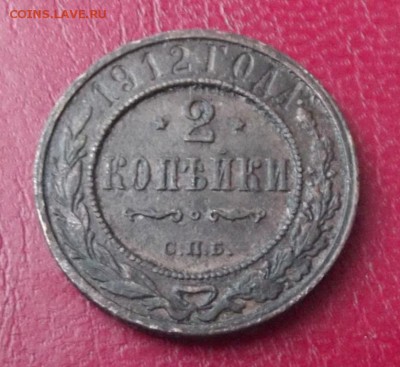 COINS.LAVE.RU
1912 ГОДА
2
КОПѢЙКИ
С.П.Б.